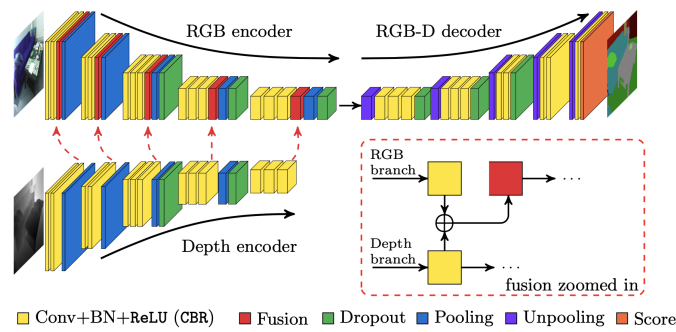 RGB encoder
RGB-D decoder
Depth encoder
RGB
branch
. . .
Depth
branch
. . .
fusion zoomed in
Conv+BN+ReLU (CBR) Fusion Dropout Pooling Unpooling Score